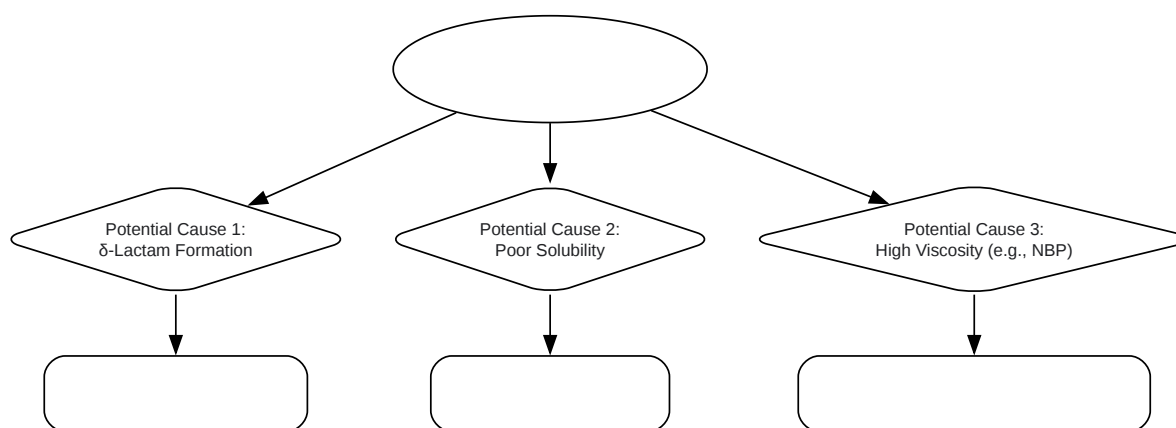 Potential Cause 1:
δ-Lactam Formation
Potential Cause 2:
Poor Solubility
Potential Cause 3:
High Viscosity (e.g., NBP)